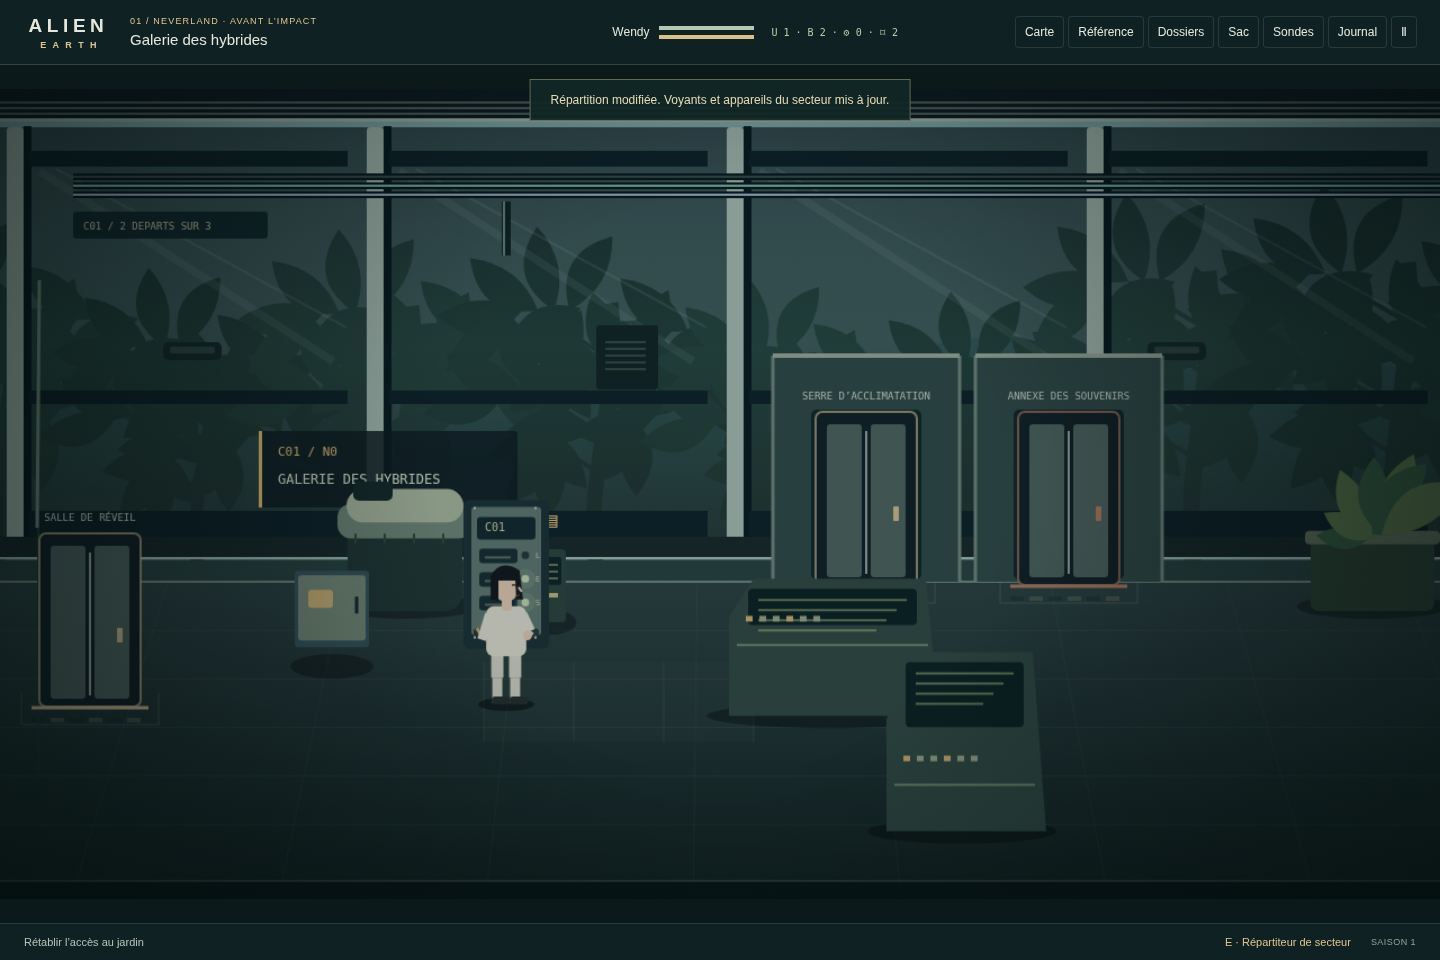 ALIEN
EARTH
01 / NEVERLAND · AVANT L'IMPACT
Galerie des hybrides
Wendy
U 1 · B 2 · ⚙ 0 · ⌑ 2
Carte
Référence
Dossiers
Sac
Sondes
Journal
Ⅱ
Répartition modifiée. Voyants et appareils du secteur mis à jour.
C01 / 2 DEPARTS SUR 3
SERRE D'ACCLIMATATION
ANNEXE DES SOUVENIRS
C01 / N0
GALERIE DES HYBRIDES
SALLE DE RÉVEIL
C01
L
E
S
Rétablir l'accès au jardin
E · Répartiteur de secteur
SAISON 1